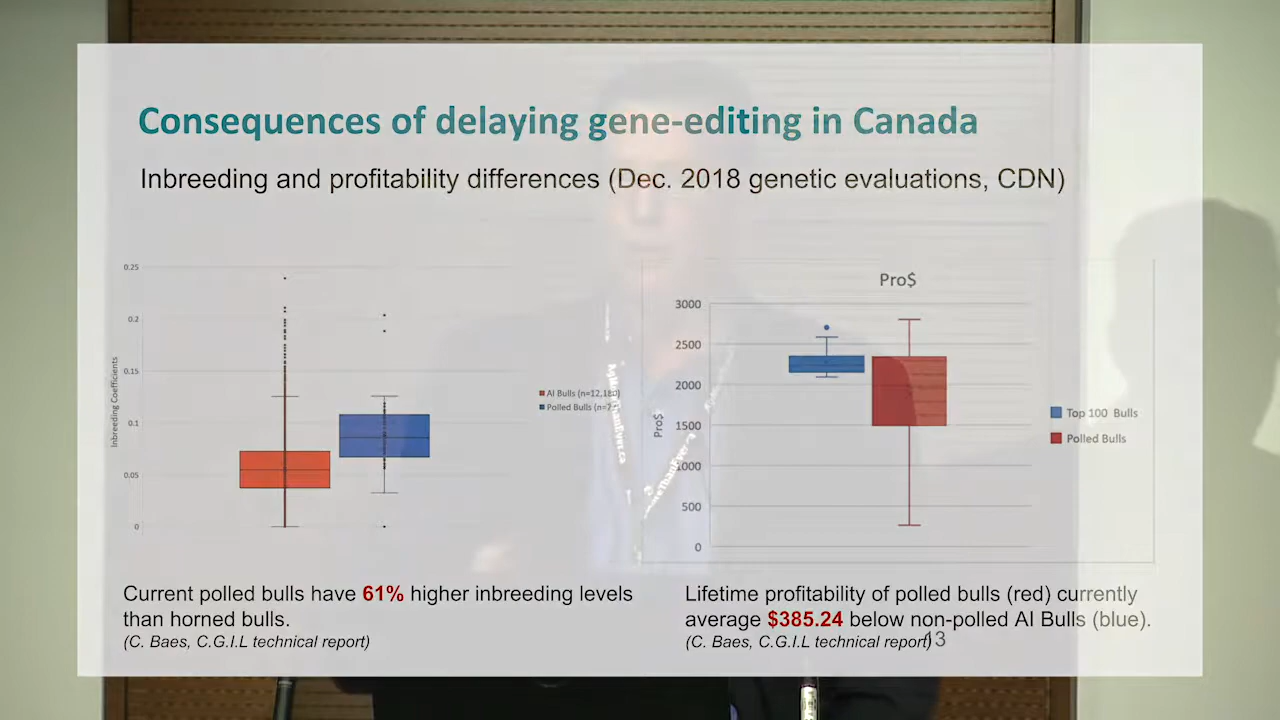 Consequences of delaying gene-editing in Canada
Inbreeding and profitability differences (Dec. 2018 genetic evaluations, CDN)
0.25
0.2
0.15
0.1
0.05
0
Inbreeding Coefficients
AI Bulls
Polled Bulls
Pro$
3000
2500
2000
1500
1000
500
0
Pro$
Top 100 Bulls
Polled Bulls
Current polled bulls have 61% higher inbreeding levels
than horned bulls.
(C. Baes, C.G.I.L technical report)
Lifetime profitability of polled bulls (red) currently
average $385.24 below non-polled AI Bulls (blue).
(C. Baes, C.G.I.L technical report)
13